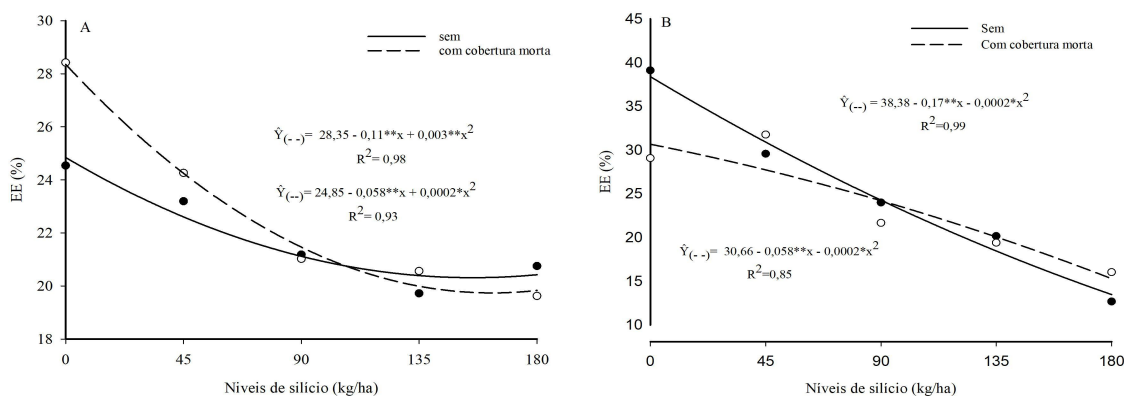 A
sem
com cobertura morta
Ŷ(- -)= 28,35 - 0,11**x + 0,003**x²
R²= 0,98
Ŷ(--)= 24,85 - 0,058**x + 0,0002*x²
R²= 0,93
EE (%)
30
28
26
24
22
20
18
0 45 90 135 180
Niveis de silício (kg/ha)
B
Sem
Com cobertura morta
Ŷ(--) = 38,38 - 0,17**x - 0,0002*x²
R²=0,99
Ŷ(- -)= 30,66 - 0,058**x - 0,0002*x²
R²=0,85
EE (%)
45
40
35
30
25
20
15
10
0 45 90 135 180
Níveis de silício (kg/ha)